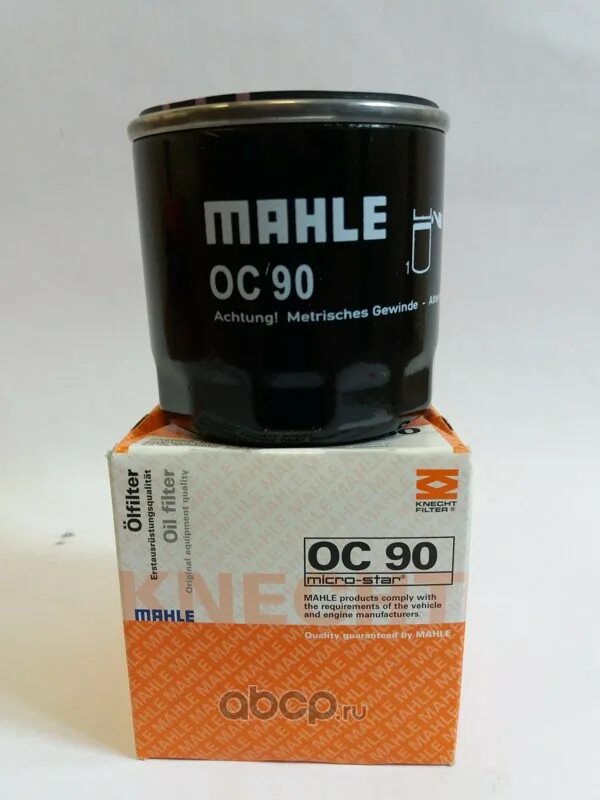 MAHLE
OC 90
1
Achtung! Metrisches Gewinde -
Ölfilter
Erstausrüstungsqualität
Oil filter
Original equipment quality
MAHLE
KNECHT
FILTER®
KNECHT
OC 90
micro-star®
MAHLE products comply with
the requirements of the vehicle
and engine manufacturers.
Quality guaranteed by MAHLE
abcp.ru